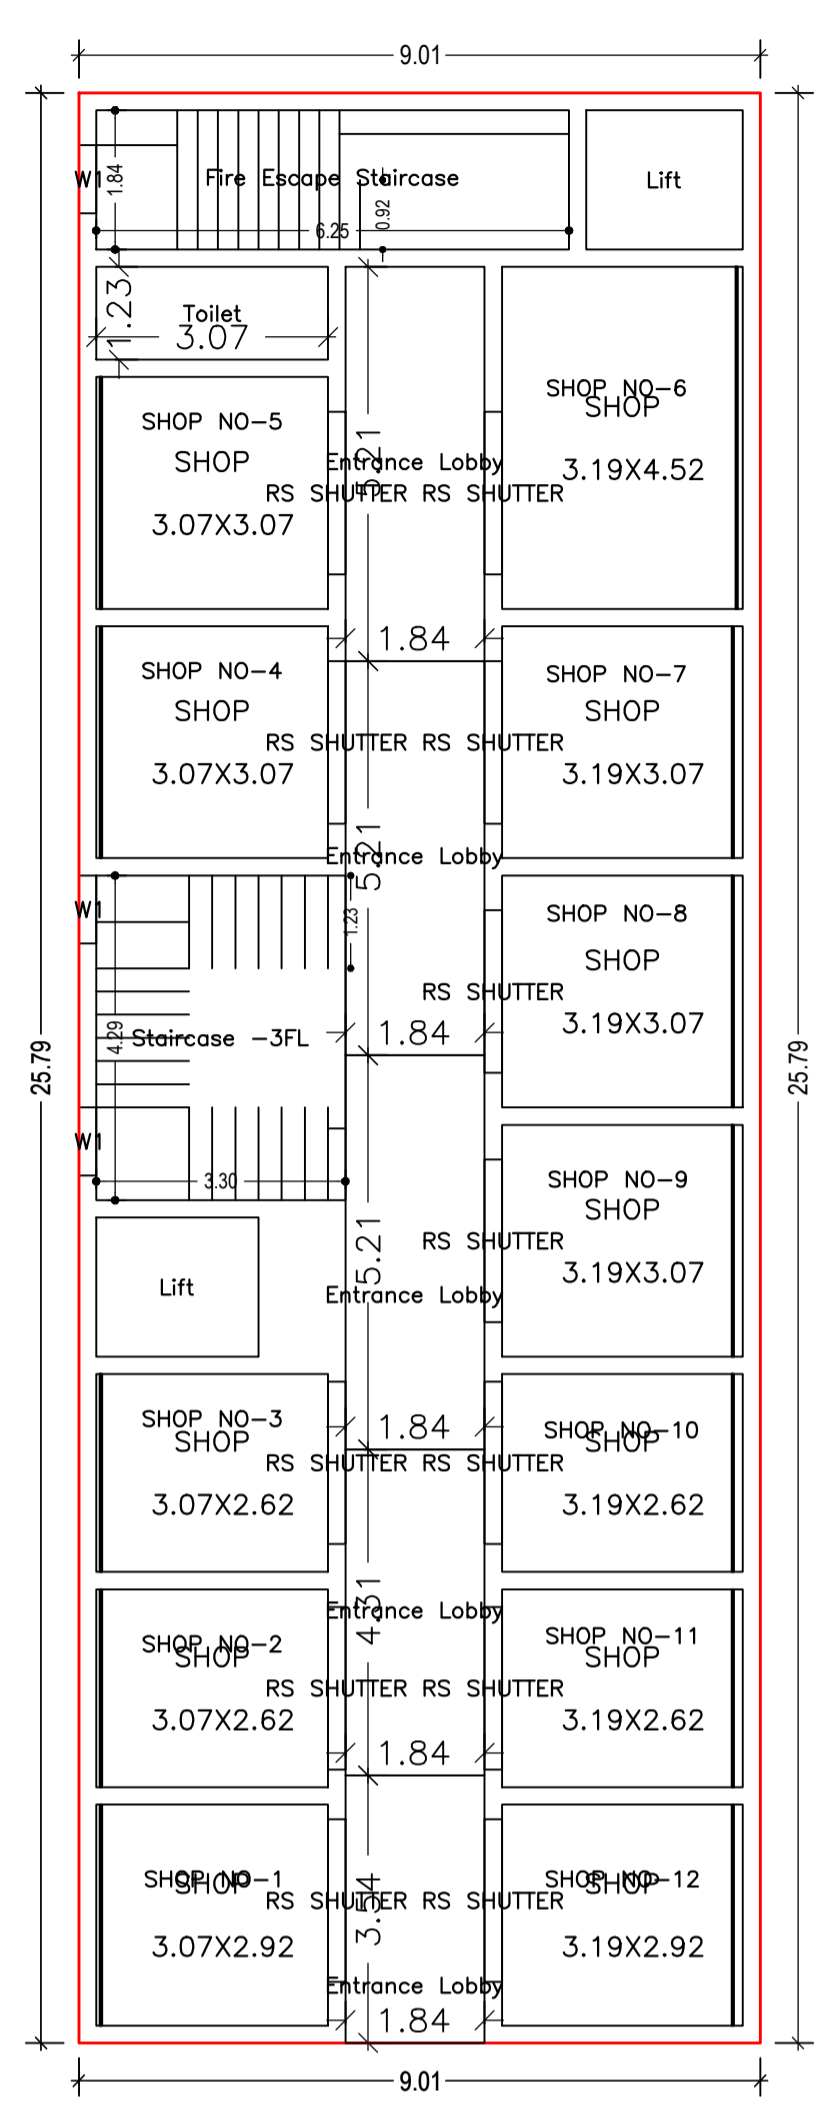 9.01
Fire Escape Staircase
Lift
W1
1.84
0.92
6.25
1.23
Toilet
3.07
SHOP NO-5
SHOP
3.07X3.07
SHOP NO-6
SHOP
3.19X4.52
5.21
Entrance Lobby
RS SHUTTER RS SHUTTER
1.84
SHOP NO-4
SHOP
3.07X3.07
SHOP NO-7
SHOP
3.19X3.07
RS SHUTTER RS SHUTTER
5.21
Entrance Lobby
W1
1.23
SHOP NO-8
SHOP
3.19X3.07
RS SHUTTER
4.29
Staircase -3FL
1.84
25.79
25.79
W1
3.30
SHOP NO-9
SHOP
3.19X3.07
RS SHUTTER
5.21
Lift
Entrance Lobby
1.84
SHOP NO-3
SHOP
3.07X2.62
SHOP NO-10
SHOP
3.19X2.62
RS SHUTTER RS SHUTTER
4.31
Entrance Lobby
SHOP NO-2
SHOP
3.07X2.62
SHOP NO-11
SHOP
3.19X2.62
RS SHUTTER RS SHUTTER
1.84
SHOP NO-1
SHOP
3.07X2.92
SHOP NO-12
SHOP
3.19X2.92
RS SHUTTER RS SHUTTER
3.54
Entrance Lobby
1.84
9.01